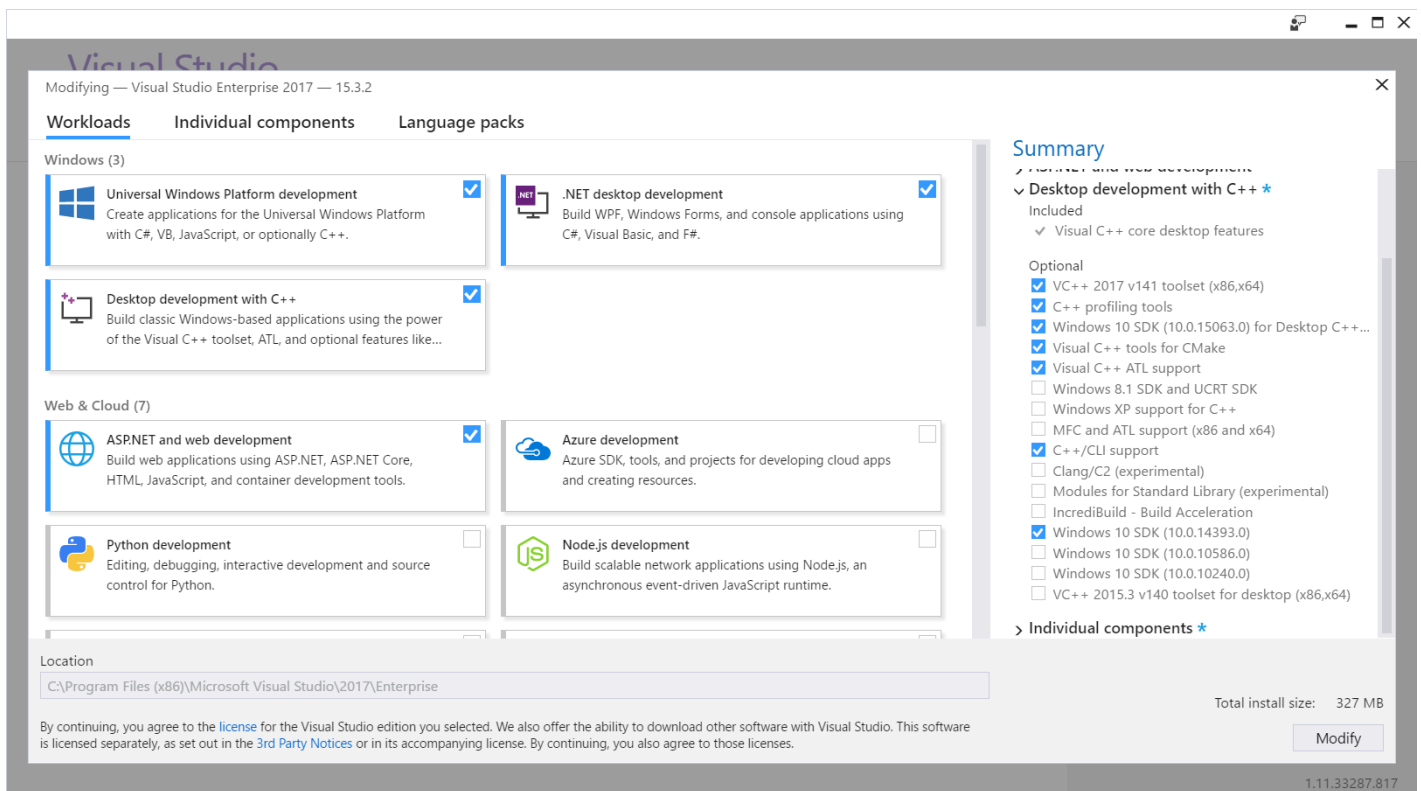 Visual Studio
Modifying — Visual Studio Enterprise 2017 — 15.3.2
Workloads
Individual components
Language packs
Windows (3)
Universal Windows Platform development
Create applications for the Universal Windows Platform
with C#, VB, JavaScript, or optionally C++.
.NET
.NET desktop development
Build WPF, Windows Forms, and console applications using
C#, Visual Basic, and F#.
Desktop development with C++
Build classic Windows-based applications using the power
of the Visual C++ toolset, ATL, and optional features like...
Web & Cloud (7)
ASP.NET and web development
Build web applications using ASP.NET, ASP.NET Core,
HTML, JavaScript, and container development tools.
Azure development
Azure SDK, tools, and projects for developing cloud apps
and creating resources.
Python development
Editing, debugging, interactive development and source
control for Python.
JS
Node.js development
Build scalable network applications using Node.js, an
asynchronous event-driven JavaScript runtime.
Summary
ASP.NET and web development
Desktop development with C++ *
Included
Visual C++ core desktop features
Optional
VC++ 2017 v141 toolset (x86,x64)
C++ profiling tools
Windows 10 SDK (10.0.15063.0) for Desktop C++...
Visual C++ tools for CMake
Visual C++ ATL support
Windows 8.1 SDK and UCRT SDK
Windows XP support for C++
MFC and ATL support (x86 and x64)
C++/CLI support
Clang/C2 (experimental)
Modules for Standard Library (experimental)
IncrediBuild - Build Acceleration
Windows 10 SDK (10.0.14393.0)
Windows 10 SDK (10.0.10586.0)
Windows 10 SDK (10.0.10240.0)
VC++ 2015.3 v140 toolset for desktop (x86,x64)
Individual components *
Location
C:\Program Files (x86)\Microsoft Visual Studio\2017\Enterprise
By continuing, you agree to the license for the Visual Studio edition you selected. We also offer the ability to download other software with Visual Studio. This software
is licensed separately, as set out in the 3rd Party Notices or in its accompanying license. By continuing, you also agree to those licenses.
Total install size: 327 MB
Modify
1.11.33287.817